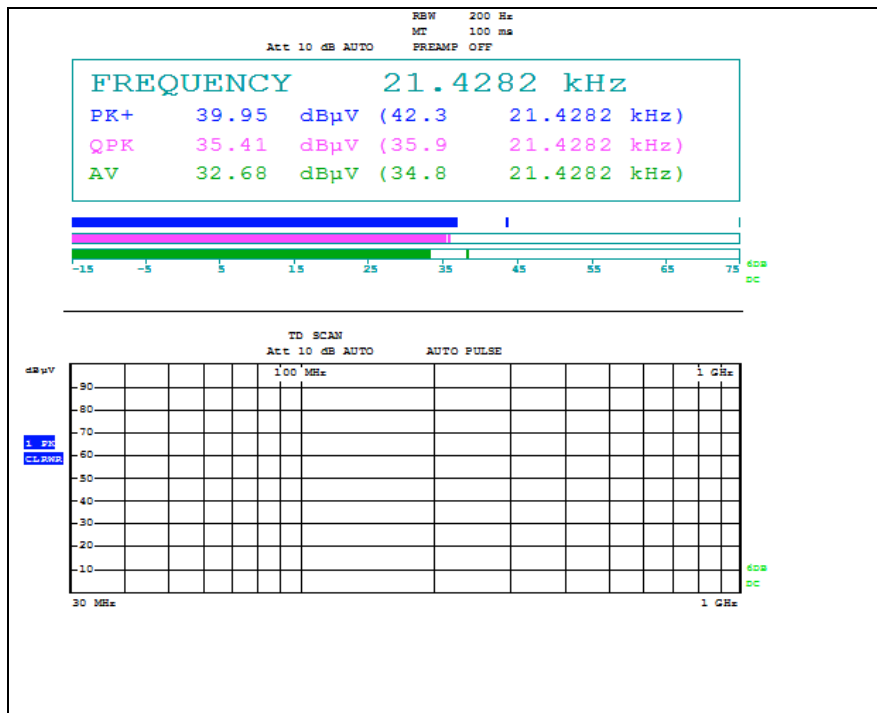 RBW 200 Hz
MT 100 ms
Att 10 dB AUTO PREAMP OFF
FREQUENCY 21.4282 kHz
PK+ 39.95 dBµV (42.3 21.4282 kHz)
QPK 35.41 dBµV (35.9 21.4282 kHz)
AV 32.68 dBµV (34.8 21.4282 kHz)
-15 -5 5 15 25 35 45 55 65 75
6DB
DC
TD SCAN
Att 10 dB AUTO AUTO PULSE
dBµV
100 MHz 1 GHz
90
80
70
1 PK
60
CLRWR
50
40
30
20
10
6DB
DC
30 MHz 1 GHz